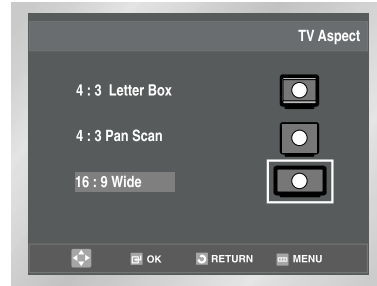 TV Aspect
4 : 3 Letter Box
4 : 3 Pan Scan
16 : 9 Wide
OK RETURN MENU